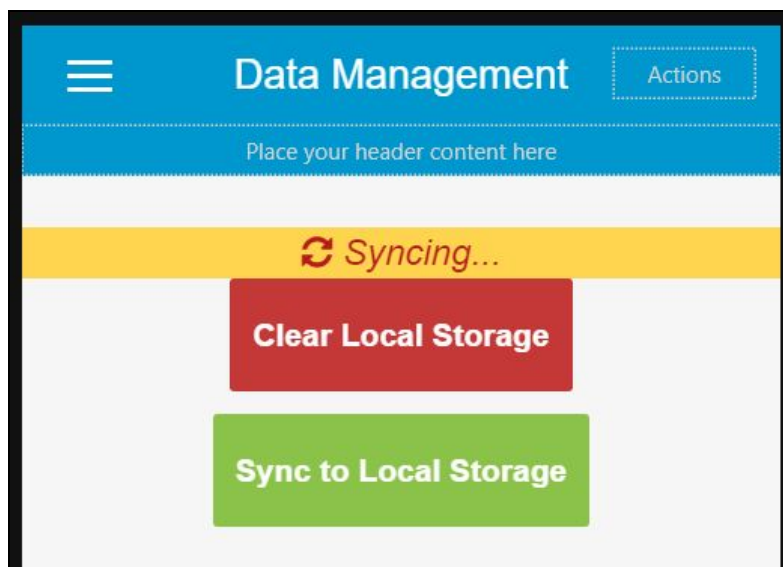 Data Management
Actions
Place your header content here
Syncing...
Clear Local Storage
Sync to Local Storage